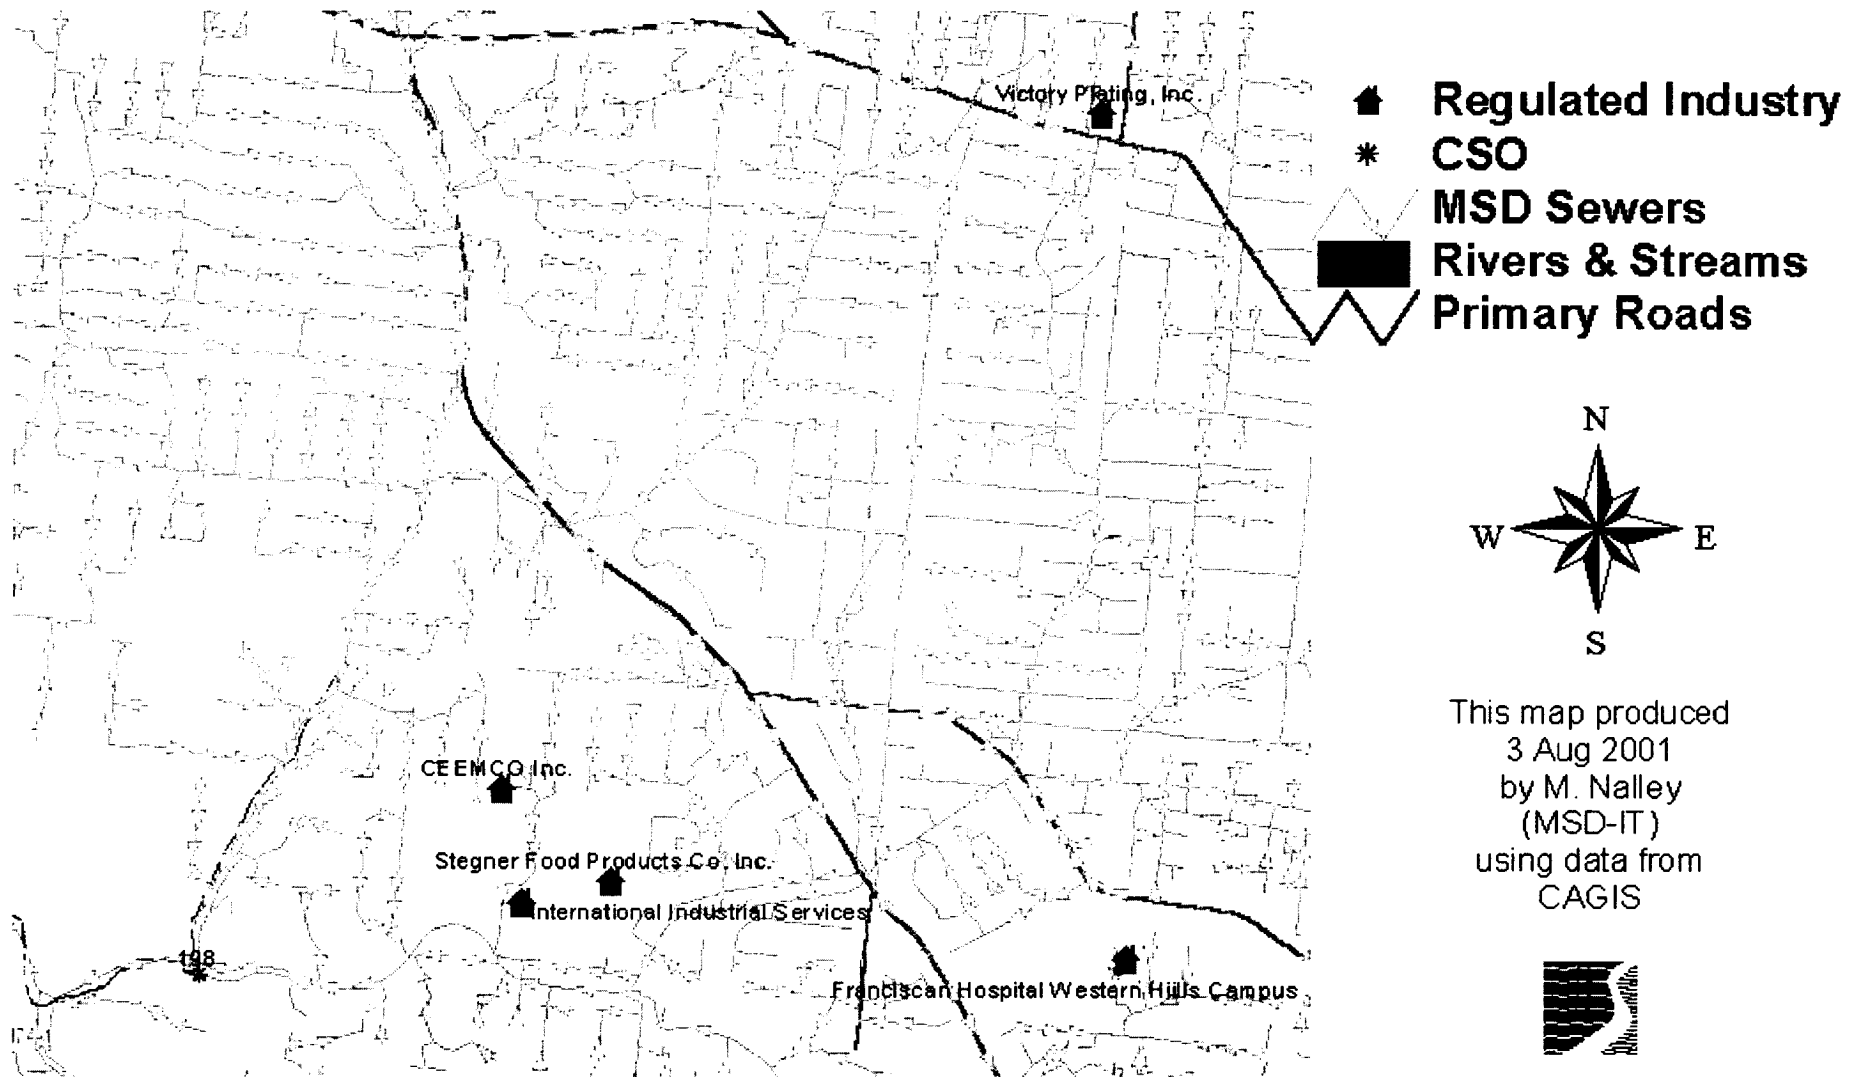 Victory Plating, Inc.
CEEMCO Inc.
Stegner Food Products Co. Inc.
International Industrial Services
198
Franciscan Hospital Western Hills Campus
Regulated Industry
CSO
MSD Sewers
Rivers & Streams
Primary Roads
N
W E
S
This map produced
3 Aug 2001
by M. Nalley
(MSD-IT)
using data from
CAGIS